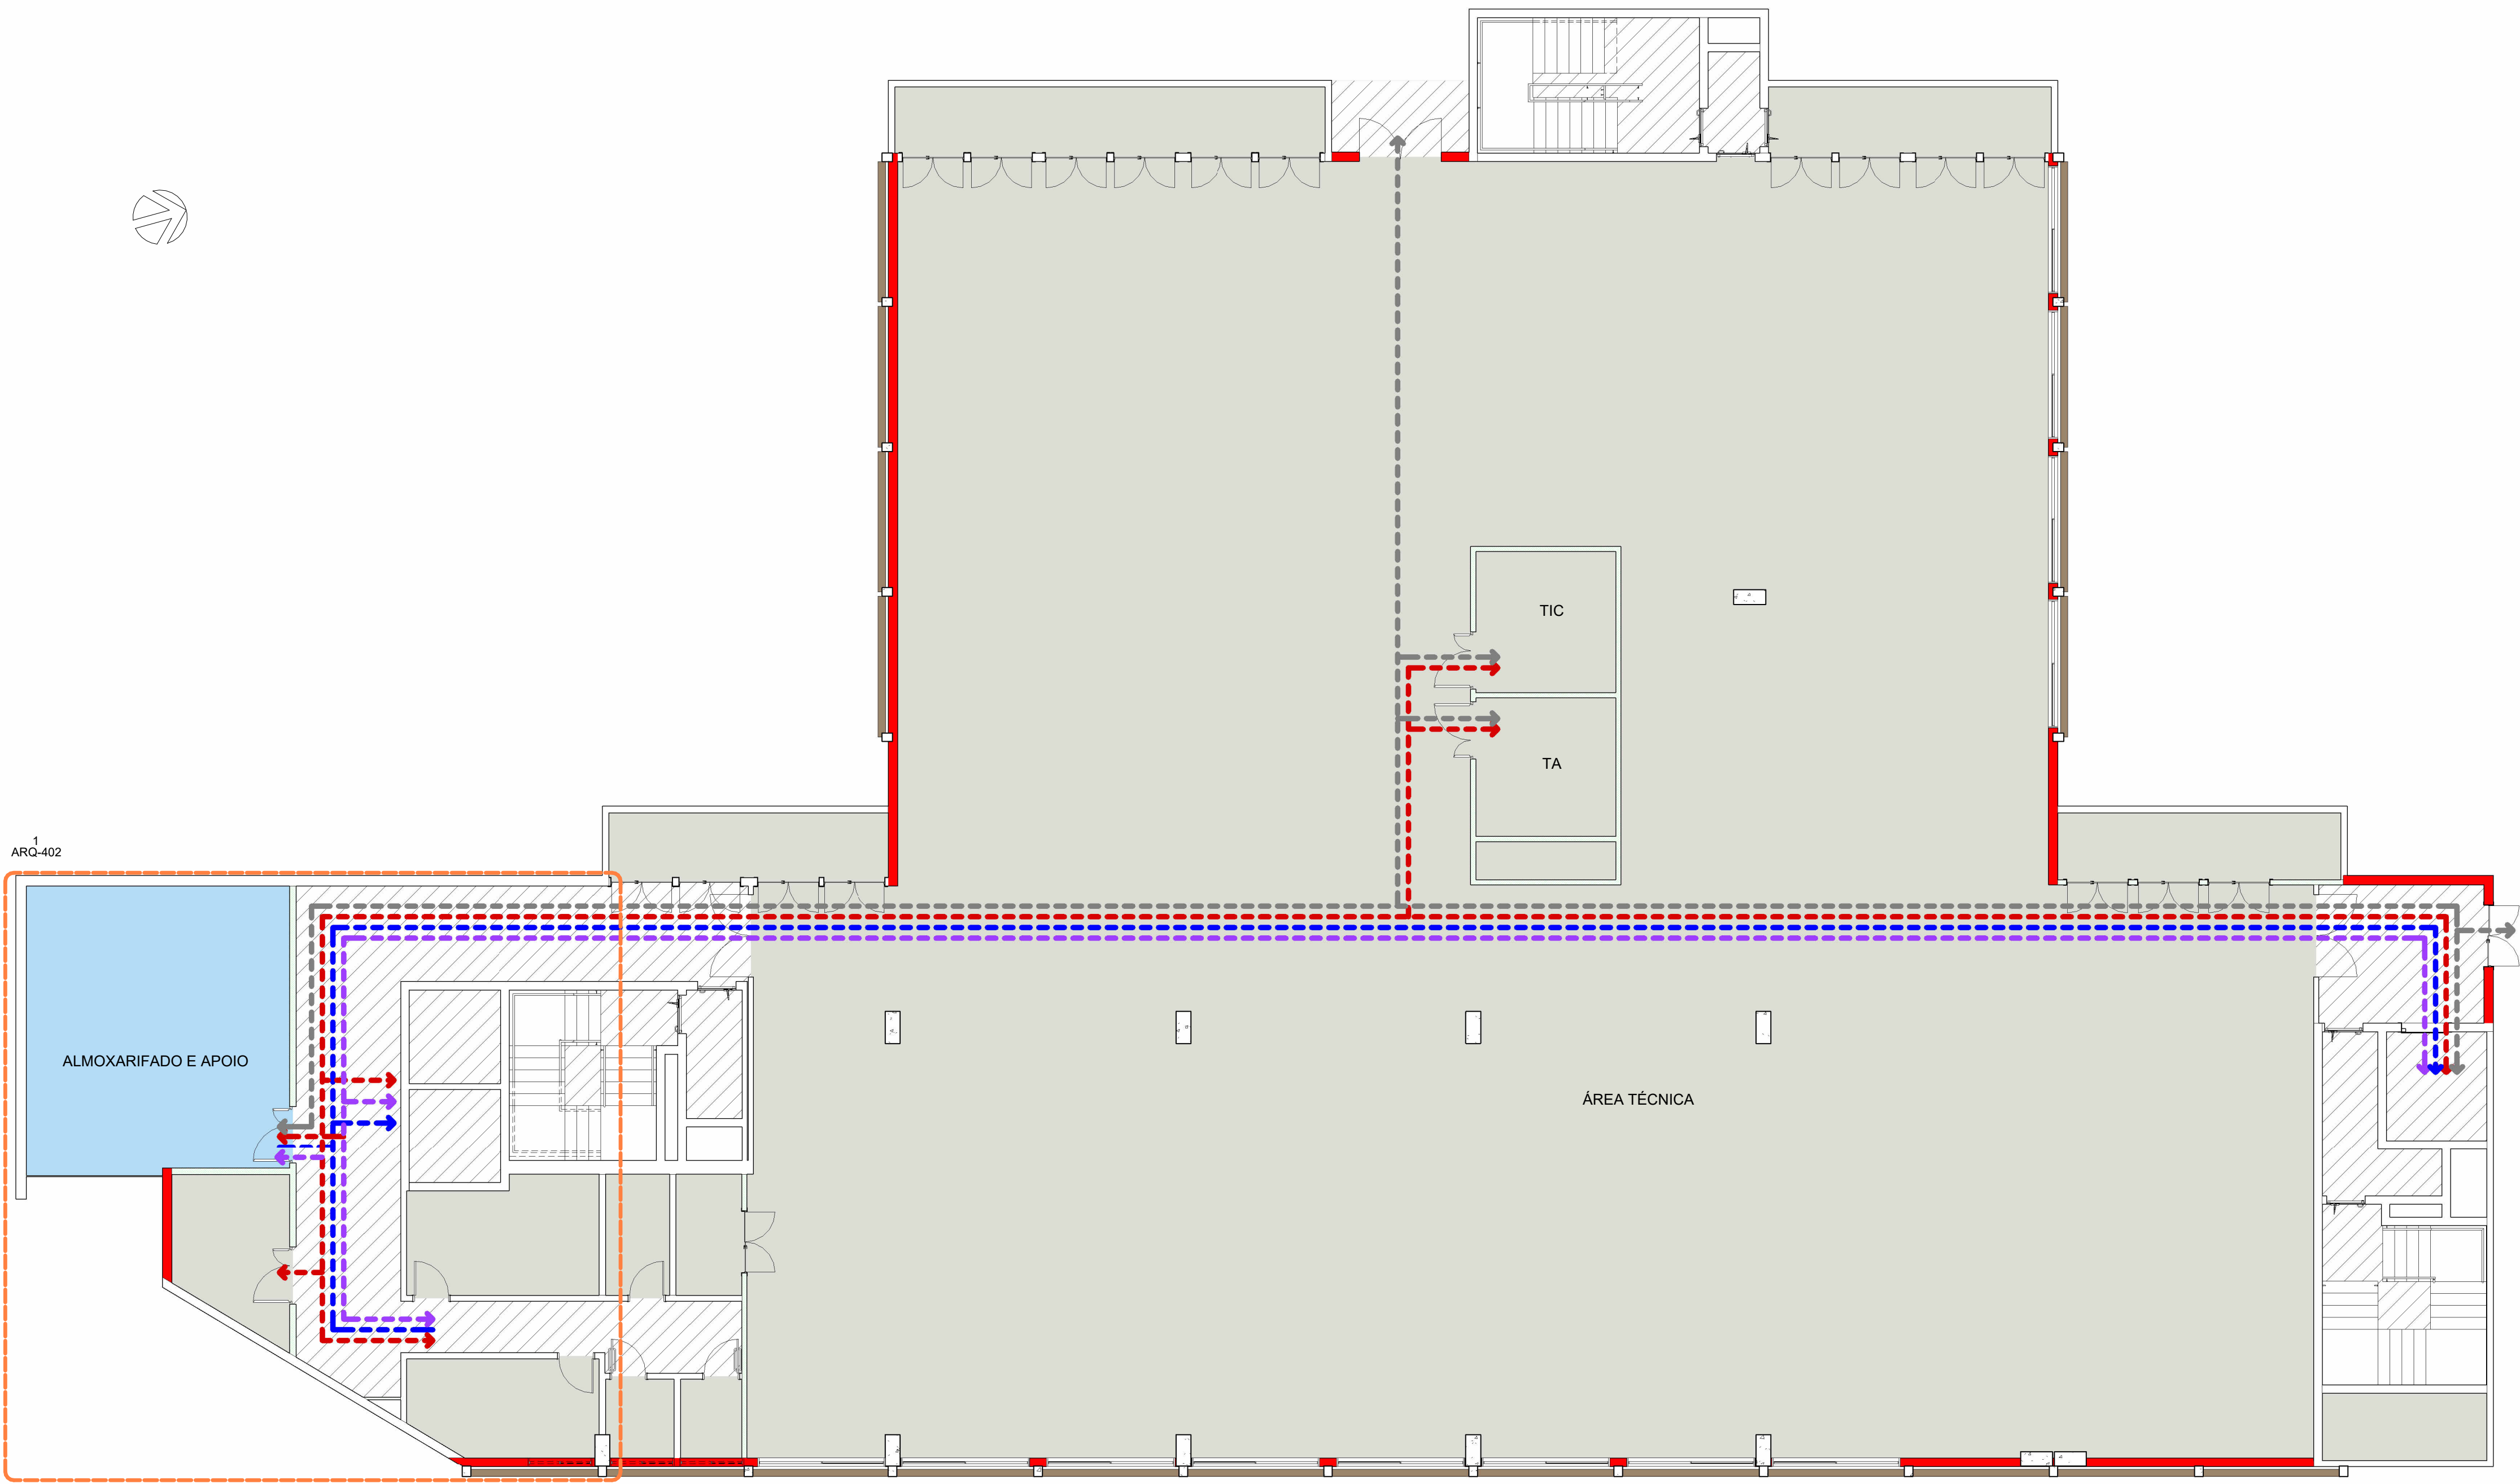 TIC
TA
1
ARQ-402
ALMOXARIFADO E APOIO
ÁREA TÉCNICA